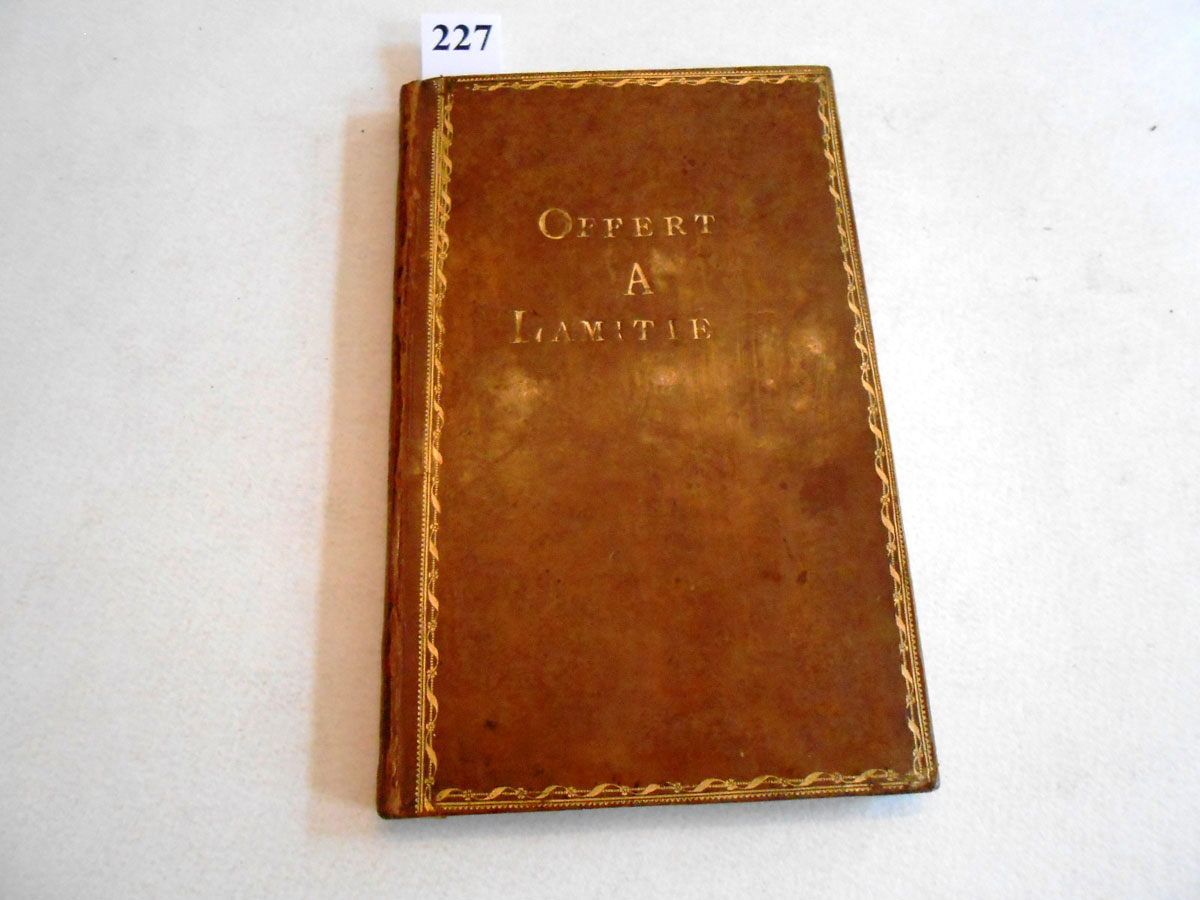 227
OFFERT
A
LAMITIE